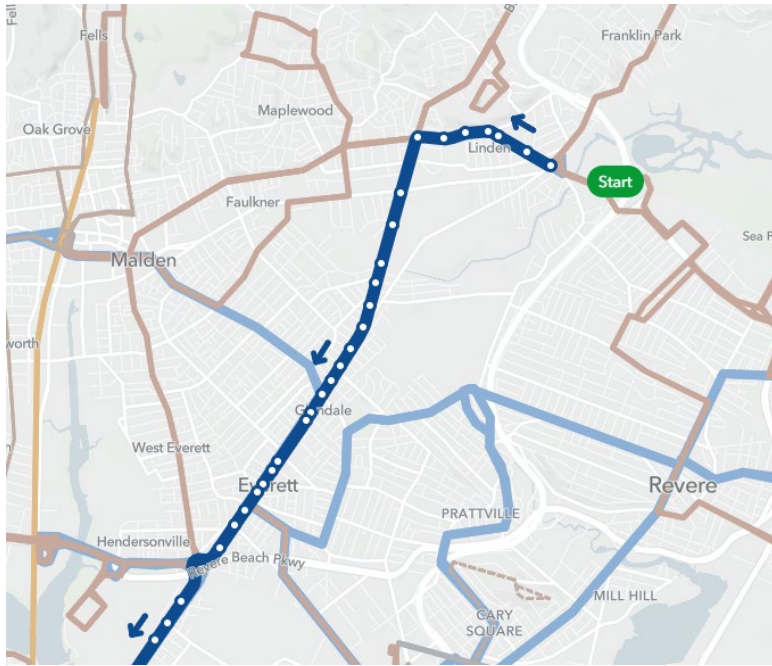 Fell
Fells
B
Franklin Park
Maplewood
Oak Grove
Linden
Start
Faulkner
Sea F
Malden
worth
Glendale
West Everett
Everett
Revere
PRATTVILLE
Hendersonville
Revere Beach Pkwy
MILL HILL
CARY
SQUARE